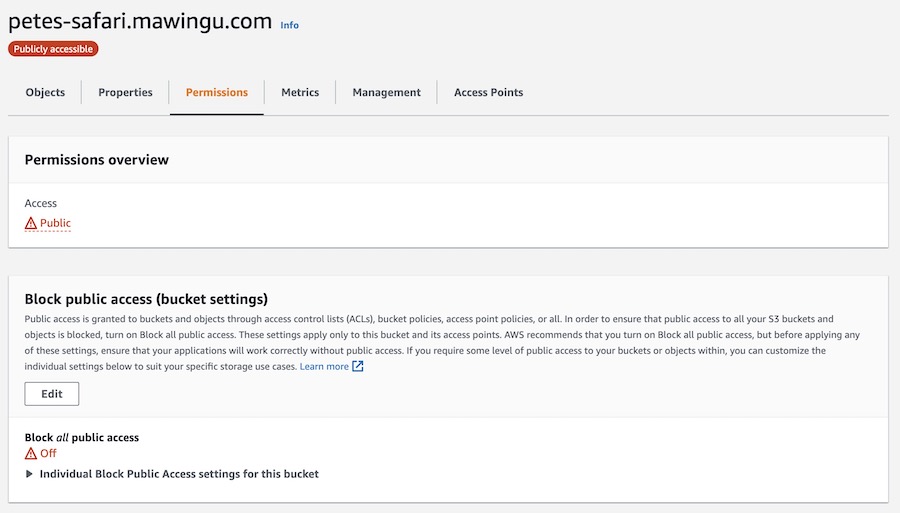 petes-safari.mawingu.com Info
Publicly accessible
Objects Properties Permissions Metrics Management Access Points
Permissions overview
Access
Public
Block public access (bucket settings)
Public access is granted to buckets and objects through access control lists (ACLs), bucket policies, access point policies, or all. In order to ensure that public access to all your S3 buckets and
objects is blocked, turn on Block all public access. These settings apply only to this bucket and its access points. AWS recommends that you turn on Block all public access, but before applying any
of these settings, ensure that your applications will work correctly without public access. If you require some level of public access to your buckets or objects within, you can customize the
individual settings below to suit your specific storage use cases. Learn more
Edit
Block all public access
Off
Individual Block Public Access settings for this bucket